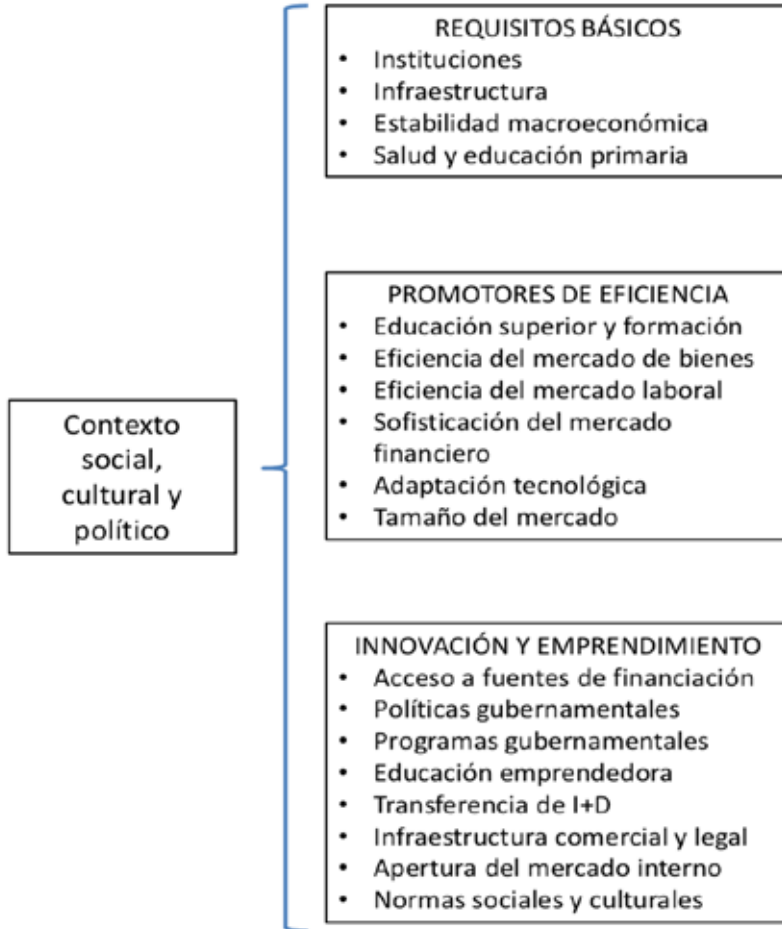 Contexto
social,
cultural y
político
REQUISITOS BÁSICOS
• Instituciones
• Infraestructura
• Estabilidad macroeconómica
• Salud y educación primaria
PROMOTORES DE EFICIENCIA
• Educación superior y formación
• Eficiencia del mercado de bienes
• Eficiencia del mercado laboral
• Sofisticación del mercado
financiero
• Adaptación tecnológica
• Tamaño del mercado
INNOVACIÓN Y EMPRENDIMIENTO
• Acceso a fuentes de financiación
• Políticas gubernamentales
• Programas gubernamentales
• Educación emprendedora
• Transferencia de I+D
• Infraestructura comercial y legal
• Apertura del mercado interno
• Normas sociales y culturales